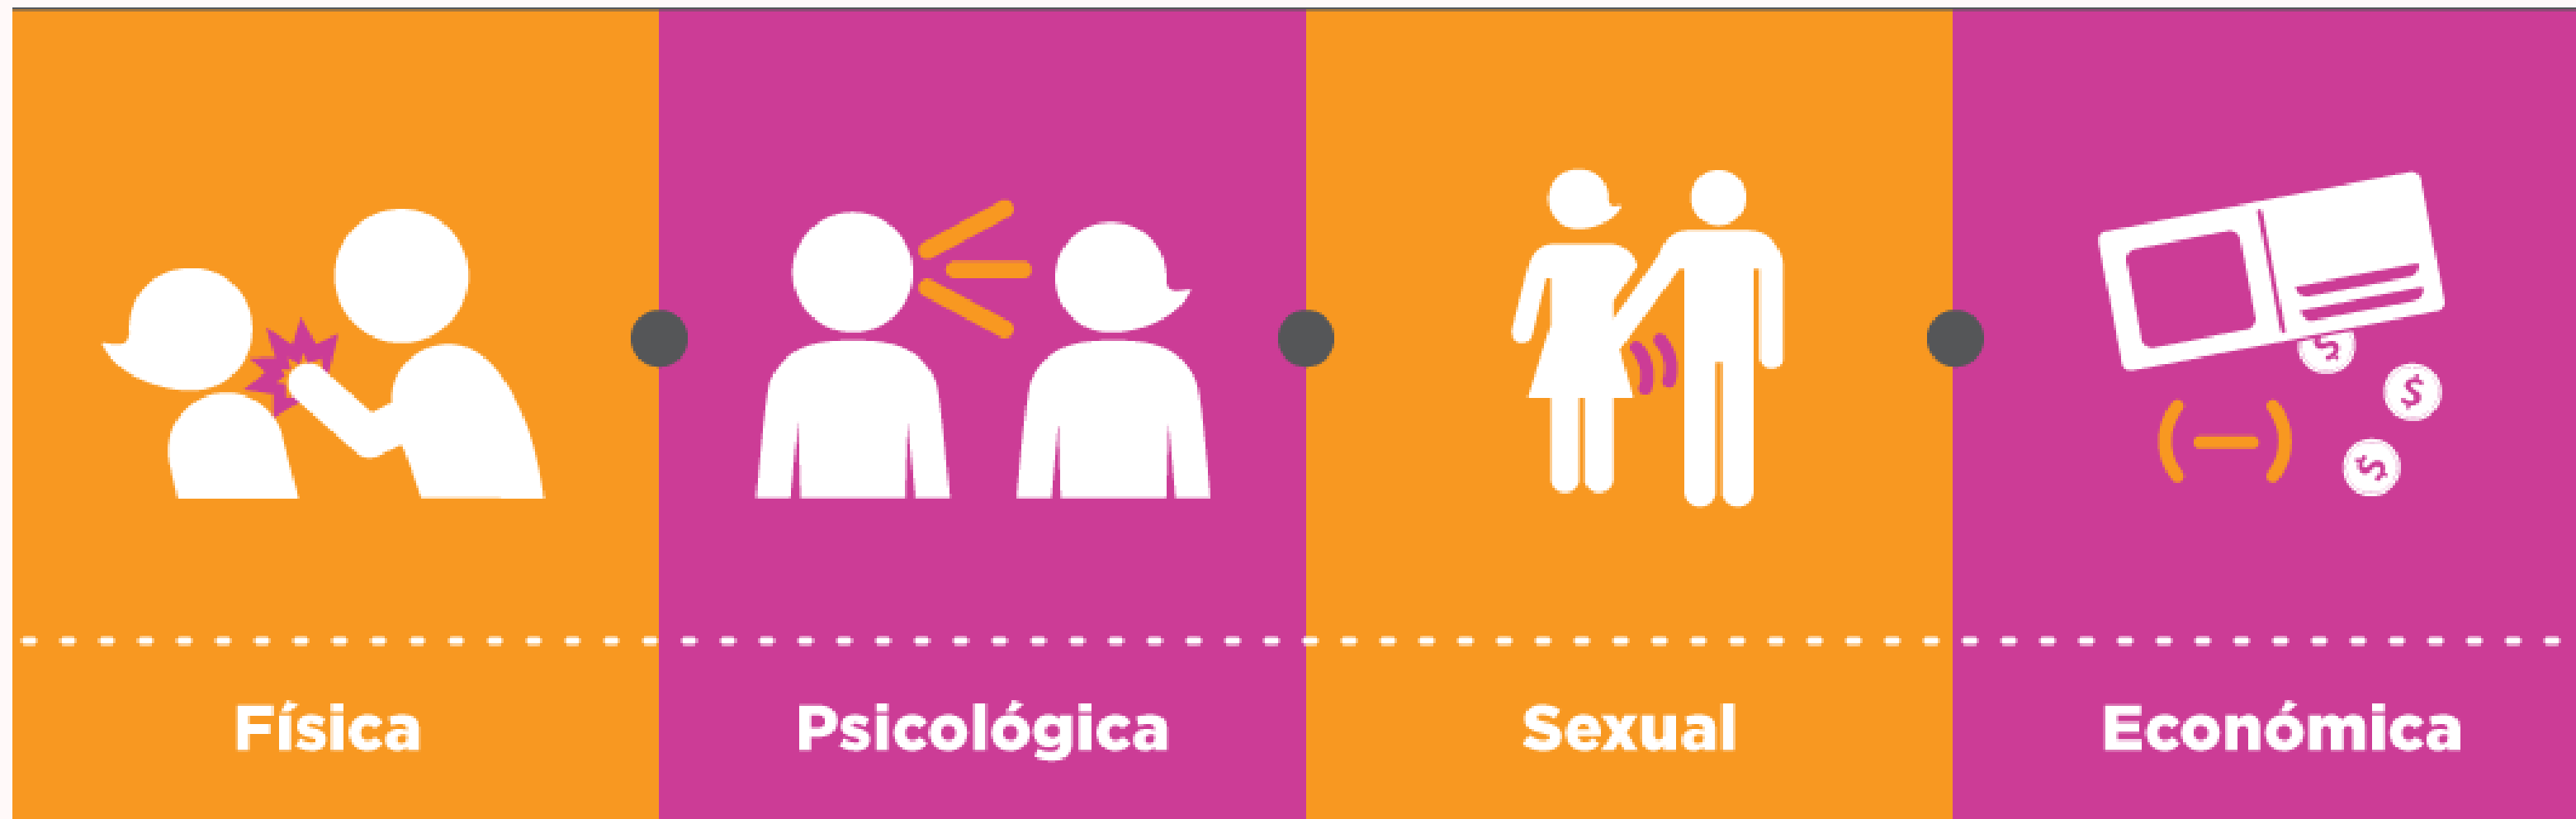 $
$
$
(–)
Física
Psicológica
Sexual
Económica